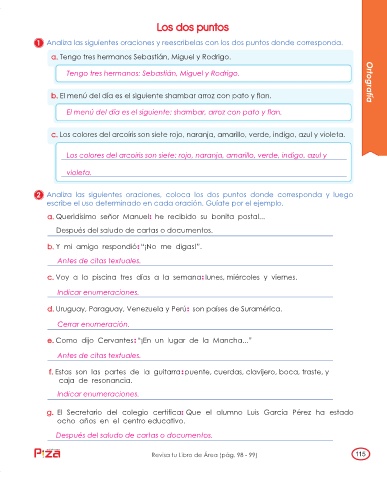 Los dos puntos
1 Analiza las siguientes oraciones y reescríbelas con los dos puntos donde corresponda.
a. Tengo tres hermanos Sebastián, Miguel y Rodrigo.
Tengo tres hermanos: Sebastián, Miguel y Rodrigo.
b. El menú del día es el siguiente shambar arroz con pato y flan.
El menú del día es el siguiente: shambar, arroz con pato y flan.
c. Los colores del arcoíris son siete rojo, naranja, amarillo, verde, índigo, azul y violeta.
Los colores del arcoíris son siete: rojo, naranja, amarillo, verde, índigo, azul y
violeta.
Ortografía
2 Analiza las siguientes oraciones, coloca los dos puntos donde corresponda y luego
escribe el uso determinado en cada oración. Guíate por el ejemplo.
a. Queridísimo señor Manuel: he recibido su bonita postal...
Después del saludo de cartas o documentos.
b. Y mi amigo respondió: "¡No me digas!".
Antes de citas textuales.
c. Voy a la piscina tres días a la semana: lunes, miércoles y viernes.
Indicar enumeraciones.
d. Uruguay, Paraguay, Venezuela y Perú: son países de Suramérica.
Cerrar enumeración.
e. Como dijo Cervantes: "¡En un lugar de la Mancha..."
Antes de citas textuales.
f. Estas son las partes de la guitarra: puente, cuerdas, clavijero, boca, traste, y
caja de resonancia.
Indicar enumeraciones.
g. El Secretario del colegio certifica: Que el alumno Luis García Pérez ha estado
ocho años en el centro educativo.
Después del saludo de cartas o documentos.
Piza
Revisa tu Libro de Área (pág. 98 - 99)
115